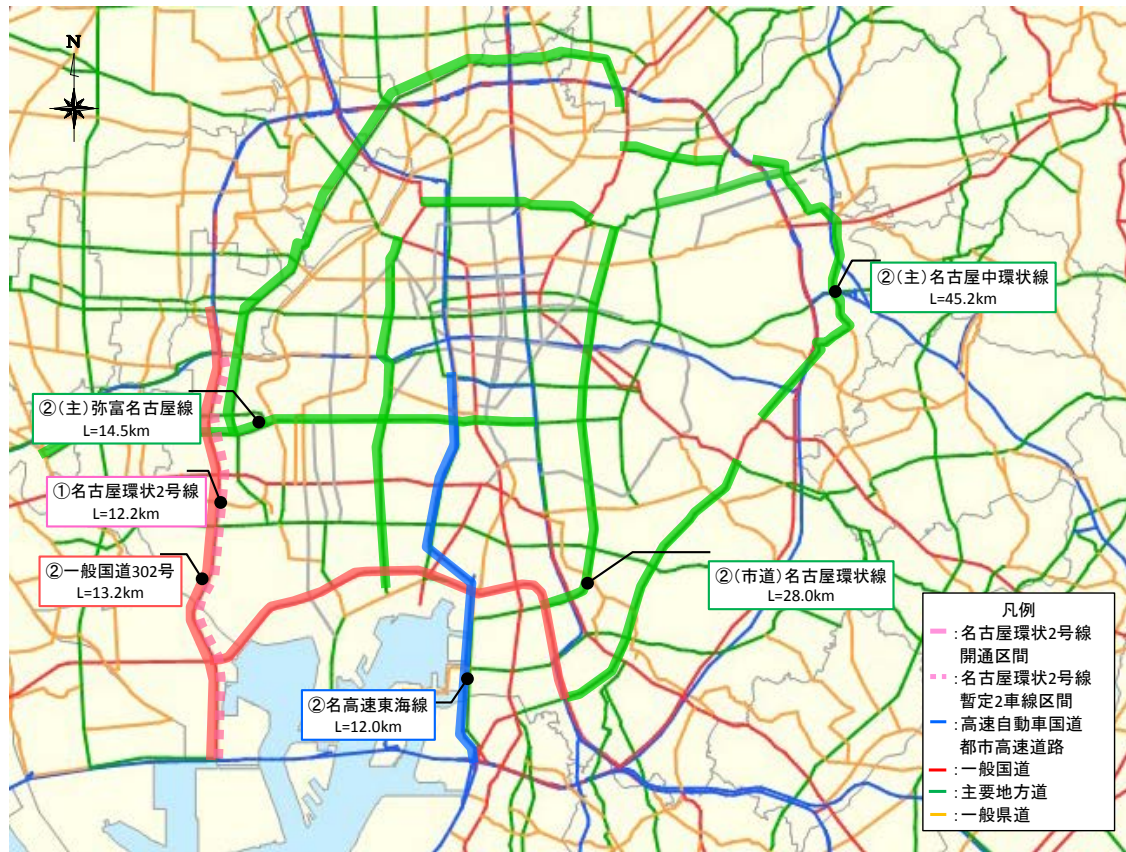 N
②(主)名古屋中環状線
L=45.2km
②(主)弥富名古屋線
L=14.5km
①名古屋環状2号線
L=12.2km
②一般国道302号
L=13.2km
②(市道)名古屋環状線
L=28.0km
②名高速東海線
L=12.0km
凡例
:名古屋環状2号線
開通区間
:名古屋環状2号線
暫定2車線区間
:高速自動車国道
都市高速道路
:一般国道
:主要地方道
:一般県道